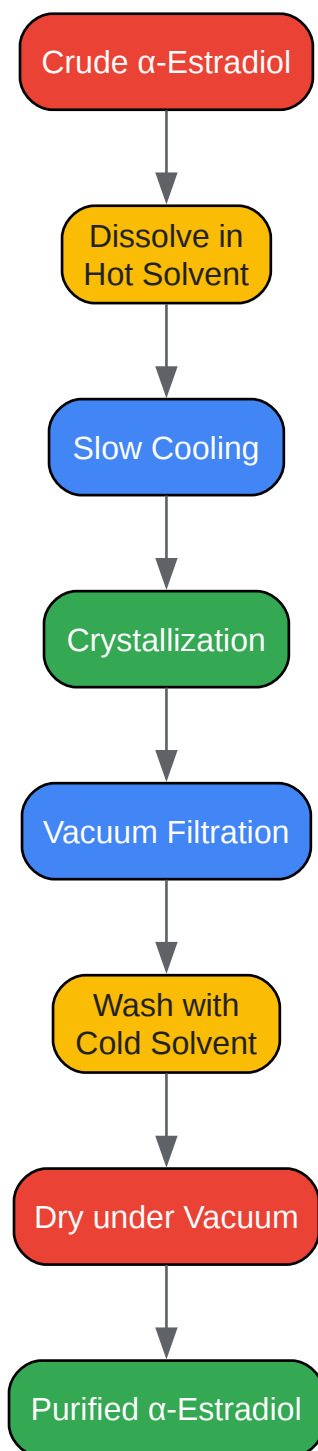 Crude α-Estradiol
Dissolve in
Hot Solvent
Slow Cooling
Crystallization
Vacuum Filtration
Wash with
Cold Solvent
Dry under Vacuum
Purified α-Estradiol